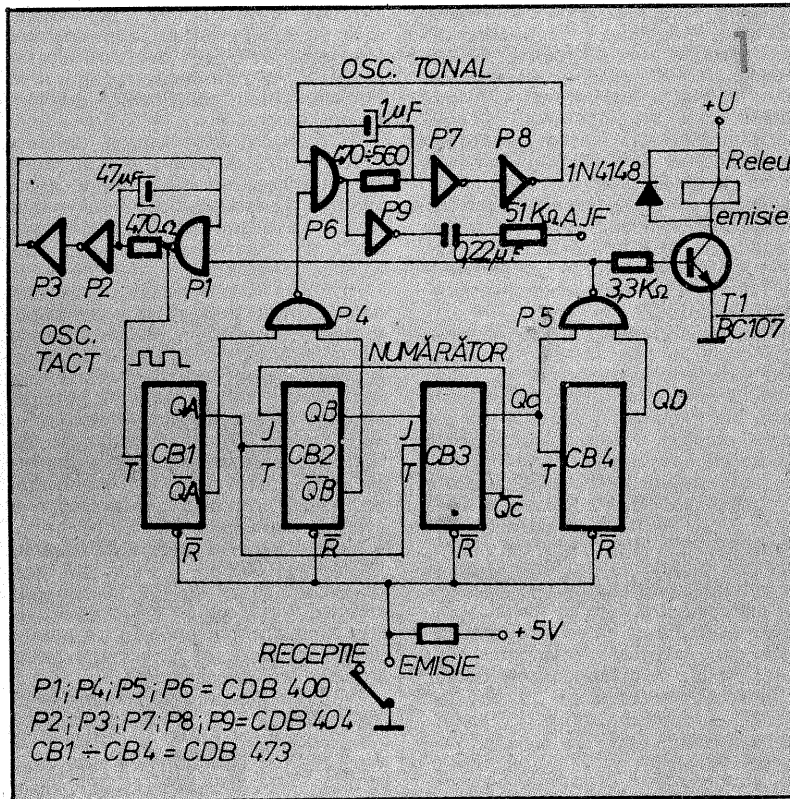 1
OSC. TONAL
+U
1µF
P7
P8
47µF
470÷560
1N4148
Releu
P6
P9
51KΩ
AJF
emisie
470Ω
0,22µF
P3
P2
P1
3,3KΩ
P4
P5
T1
OSC.
TACT
BC107
NUMĂRĂTOR
QA
QB
QC
QD
J
J
T
CB1
T
CB2
T
CB3
T
CB4
Q̅A̅
Q̅B̅
Q̅c̅
R̅
R̅
R̅
R̅
+5V
RECEPTIE
EMISIE
P1; P4; P5; P6 = CDB 400
P2; P3; P7; P8; P9=CDB 404
CB1÷CB4 = CDB 473